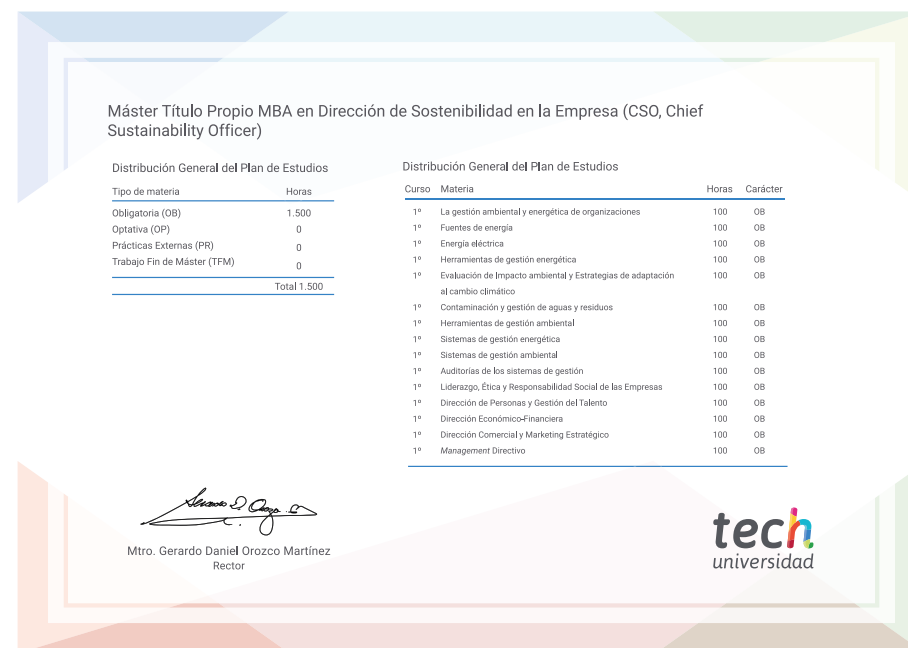 Máster Título Propio MBA en Dirección de Sostenibilidad en la Empresa (CSO, Chief
Sustainability Officer)
Distribución General del Plan de Estudios
Tipo de materia Horas
Obligatoria (OB) 1.500
Optativa (OP) 0
Prácticas Externas (PR) 0
Trabajo Fin de Máster (TFM) 0
Total 1.500
Distribución General del Plan de Estudios
Curso Materia Horas Carácter
1º La gestión ambiental y energética de organizaciones 100 OB
1º Fuentes de energía 100 OB
1º Energía eléctrica 100 OB
1º Herramientas de gestión energética 100 OB
1º Evaluación de Impacto ambiental y Estrategias de adaptación 100 OB
al cambio climático
1º Contaminación y gestión de aguas y residuos 100 OB
1º Herramientas de gestión ambiental 100 OB
1º Sistemas de gestión energética 100 OB
1º Sistemas de gestión ambiental 100 OB
1º Auditorías de los sistemas de gestión 100 OB
1º Liderazgo, Ética y Responsabilidad Social de las Empresas 100 OB
1º Dirección de Personas y Gestión del Talento 100 OB
1º Dirección Económico-Financiera 100 OB
1º Dirección Comercial y Marketing Estratégico 100 OB
1º Management Directivo 100 OB
Mtro. Gerardo Daniel Orozco Martínez
Rector
tech
universidad